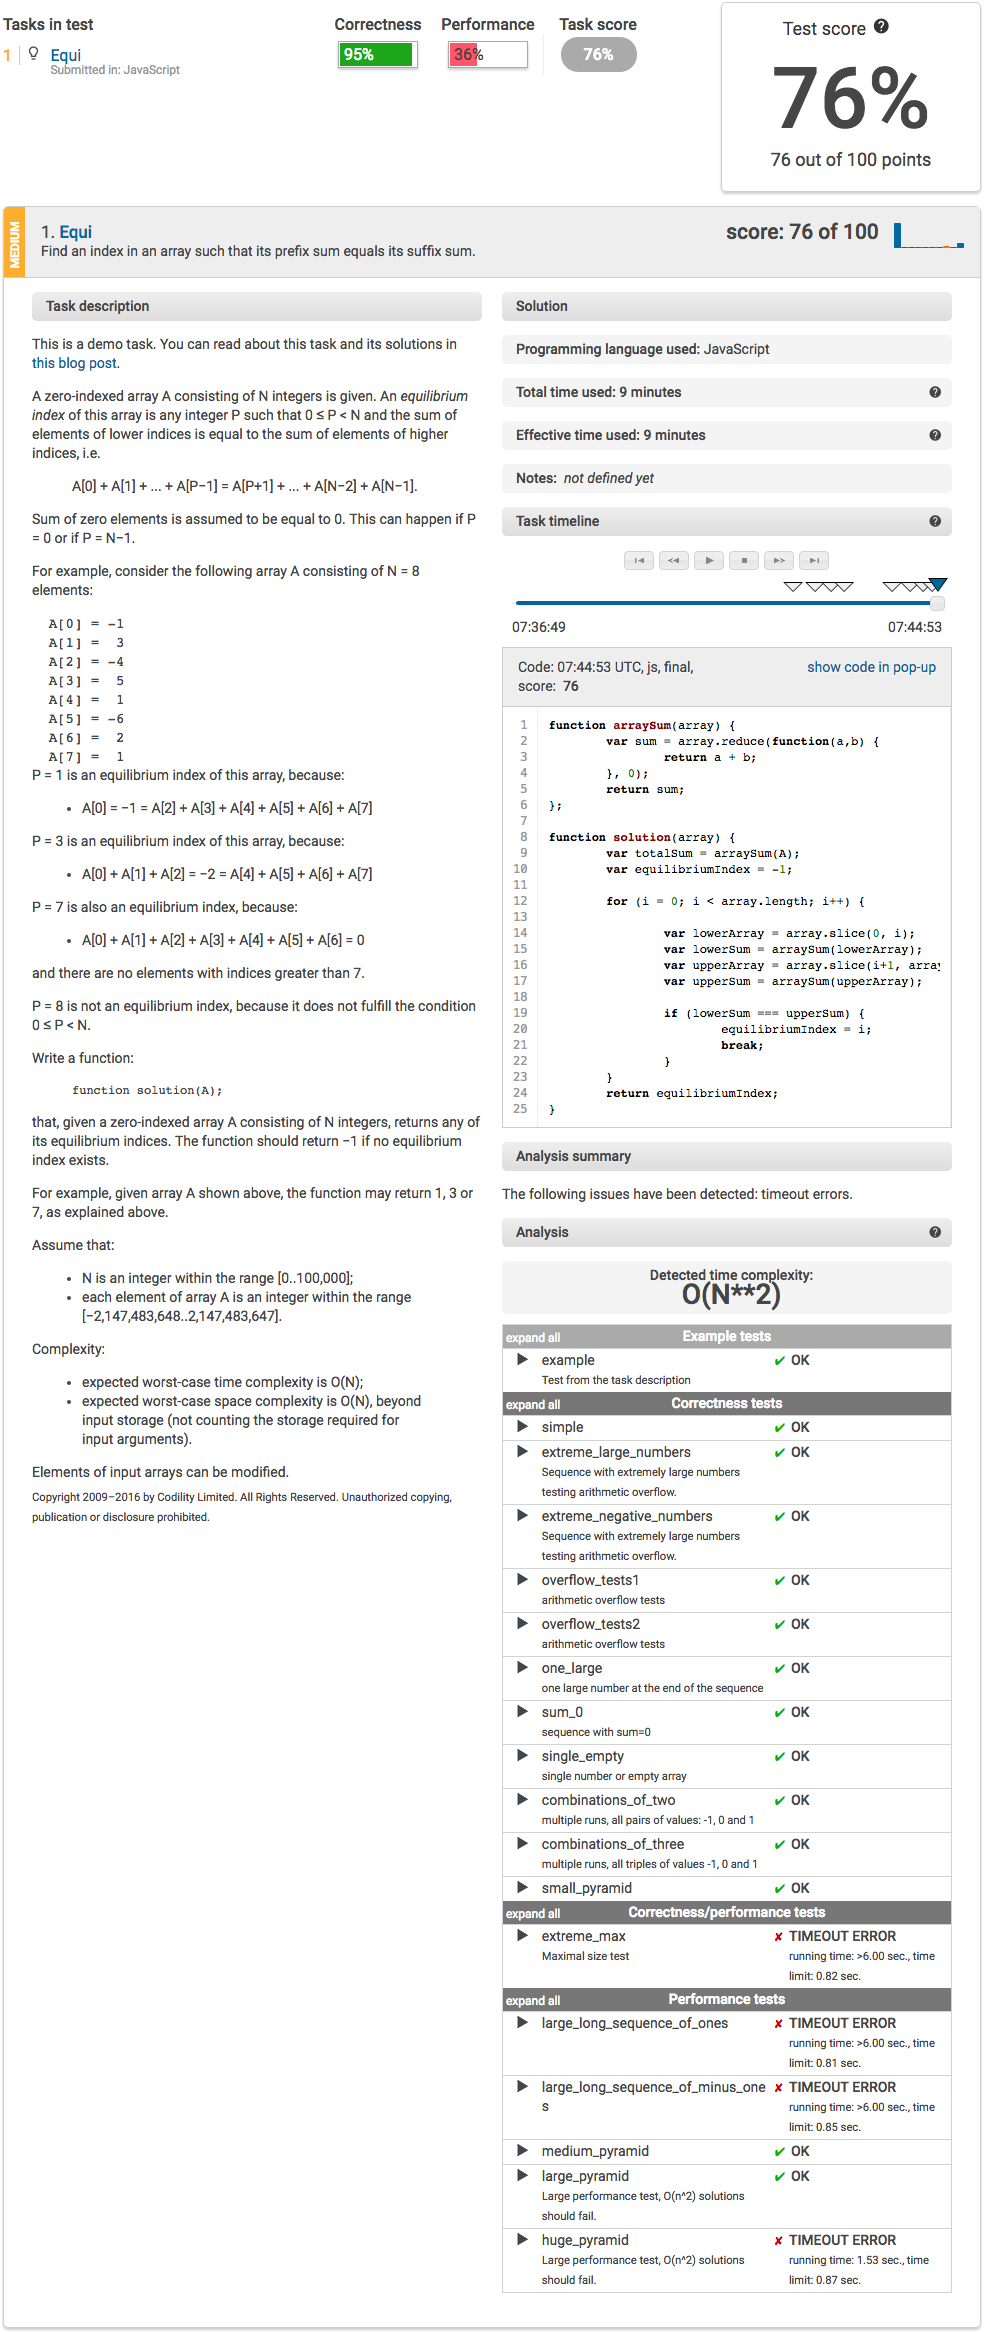 Tasks in test
Correctness
Performance
Task score
1
Equi
Submitted in: JavaScript
95%
36%
76%
Test score ?
76%
76 out of 100 points
MEDIUM
1. Equi
Find an index in an array such that its prefix sum equals its suffix sum.
score: 76 of 100
Task description
This is a demo task. You can read about this task and its solutions in
this blog post.
A zero-indexed array A consisting of N integers is given. An equilibrium
index of this array is any integer P such that 0 ≤ P < N and the sum of
elements of lower indices is equal to the sum of elements of higher
indices, i.e.
A[0] + A[1] + ... + A[P−1] = A[P+1] + ... + A[N−2] + A[N−1].
Sum of zero elements is assumed to be equal to 0. This can happen if P
= 0 or if P = N−1.
For example, consider the following array A consisting of N = 8
elements:
A[0] = -1
A[1] =  3
A[2] = -4
A[3] =  5
A[4] =  1
A[5] = -6
A[6] =  2
A[7] =  1
P = 1 is an equilibrium index of this array, because:
• A[0] = −1 = A[2] + A[3] + A[4] + A[5] + A[6] + A[7]
P = 3 is an equilibrium index of this array, because:
• A[0] + A[1] + A[2] = −2 = A[4] + A[5] + A[6] + A[7]
P = 7 is also an equilibrium index, because:
• A[0] + A[1] + A[2] + A[3] + A[4] + A[5] + A[6] = 0
and there are no elements with indices greater than 7.
P = 8 is not an equilibrium index, because it does not fulfill the condition
0 ≤ P < N.
Write a function:
function solution(A);
that, given a zero-indexed array A consisting of N integers, returns any of
its equilibrium indices. The function should return −1 if no equilibrium
index exists.
For example, given array A shown above, the function may return 1, 3 or
7, as explained above.
Assume that:
• N is an integer within the range [0..100,000];
• each element of array A is an integer within the range
[−2,147,483,648..2,147,483,647].
Complexity:
• expected worst-case time complexity is O(N);
• expected worst-case space complexity is O(N), beyond
input storage (not counting the storage required for
input arguments).
Elements of input arrays can be modified.
Copyright 2009–2016 by Codility Limited. All Rights Reserved. Unauthorized copying,
publication or disclosure prohibited.
Solution
Programming language used: JavaScript
Total time used: 9 minutes ?
Effective time used: 9 minutes ?
Notes: not defined yet
Task timeline ?
07:36:49
07:44:53
Code: 07:44:53 UTC, js, final,
score: 76
show code in pop-up
1 function arraySum(array) {
2 var sum = array.reduce(function(a,b) {
3 return a + b;
4 }, 0);
5 return sum;
6 };
7
8 function solution(array) {
9 var totalSum = arraySum(A);
10 var equilibriumIndex = -1;
11
12 for (i = 0; i < array.length; i++) {
13
14 var lowerArray = array.slice(0, i);
15 var lowerSum = arraySum(lowerArray);
16 var upperArray = array.slice(i+1, array
17 var upperSum = arraySum(upperArray);
18
19 if (lowerSum === upperSum) {
20 equilibriumIndex = i;
21 break;
22 }
23 }
24 return equilibriumIndex;
25 }
Analysis summary
The following issues have been detected: timeout errors.
Analysis ?
Detected time complexity:
O(N**2)
expand all Example tests
example ✔ OK
Test from the task description
expand all Correctness tests
simple ✔ OK
extreme_large_numbers ✔ OK
Sequence with extremely large numbers
testing arithmetic overflow.
extreme_negative_numbers ✔ OK
Sequence with extremely large numbers
testing arithmetic overflow.
overflow_tests1 ✔ OK
arithmetic overflow tests
overflow_tests2 ✔ OK
arithmetic overflow tests
one_large ✔ OK
one large number at the end of the sequence
sum_0 ✔ OK
sequence with sum=0
single_empty ✔ OK
single number or empty array
combinations_of_two ✔ OK
multiple runs, all pairs of values: -1, 0 and 1
combinations_of_three ✔ OK
multiple runs, all triples of values -1, 0 and 1
small_pyramid ✔ OK
expand all Correctness/performance tests
extreme_max ✘ TIMEOUT ERROR
Maximal size test
running time: >6.00 sec., time
limit: 0.82 sec.
expand all Performance tests
large_long_sequence_of_ones ✘ TIMEOUT ERROR
running time: >6.00 sec., time
limit: 0.81 sec.
large_long_sequence_of_minus_one ✘ TIMEOUT ERROR
s
running time: >6.00 sec., time
limit: 0.85 sec.
medium_pyramid ✔ OK
large_pyramid ✔ OK
Large performance test, O(n^2) solutions
should fail.
huge_pyramid ✘ TIMEOUT ERROR
Large performance test, O(n^2) solutions
should fail.
running time: 1.53 sec., time
limit: 0.87 sec.